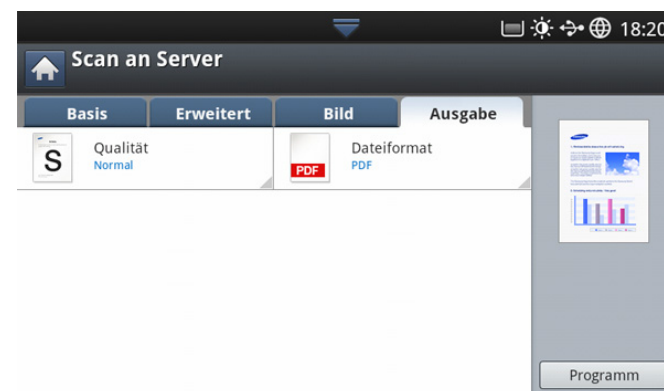 18:20
Scan an Server
Basis
Erweitert
Bild
Ausgabe
S
Qualität
Normal
PDF
Dateiformat
PDF
Programm